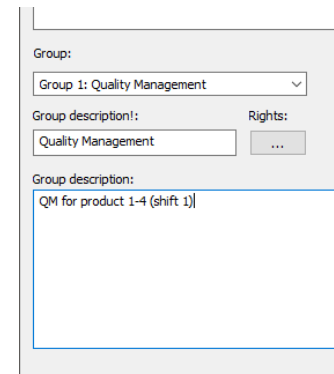 Group:
Group 1: Quality Management
Group description!: Rights:
Quality Management ...
Group description:
QM for product 1-4 (shift 1)